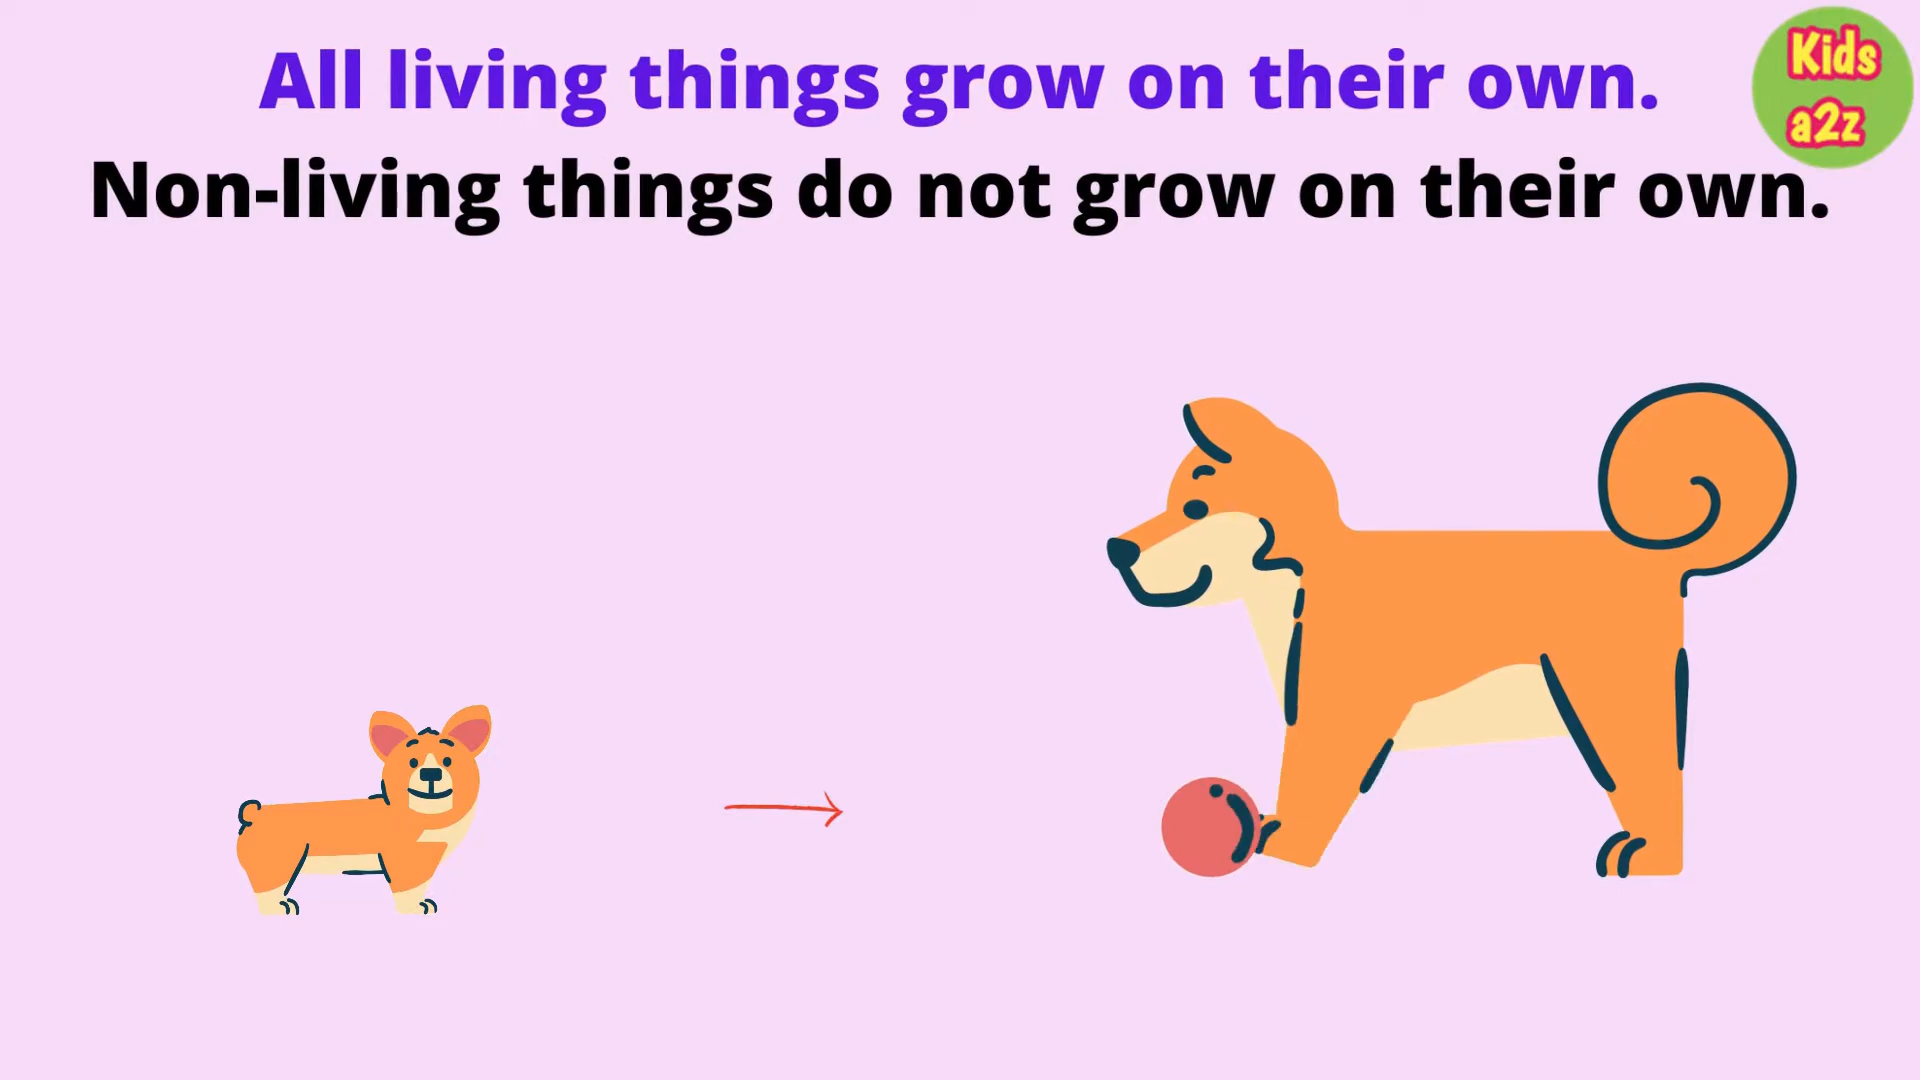 All living things grow on their own.
Non-living things do not grow on their own.
Kids
a2z